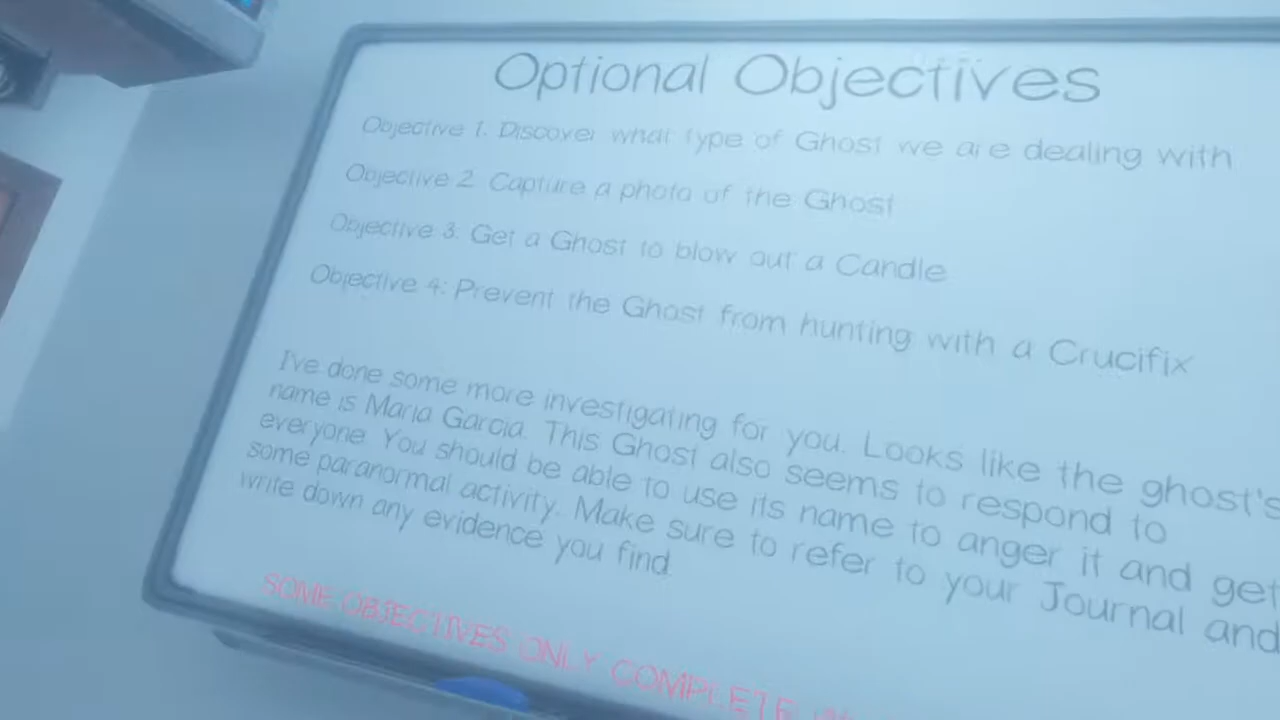 Optional Objectives
Objective 1. Discover what type of Ghost we are dealing with
Objective 2. Capture a photo of the Ghost
Objective 3: Get a Ghost to blow out a Candle
Objective 4: Prevent the Ghost from hunting with a Crucifix
I've done some more investigating for you. Looks like the ghost's
name is Maria Garcia. This Ghost also seems to respond to
everyone. You should be able to use its name to anger it and get
some paranormal activity. Make sure to refer to your Journal and
write down any evidence you find.
SOME OBJECTIVES ONLY COMPLETE